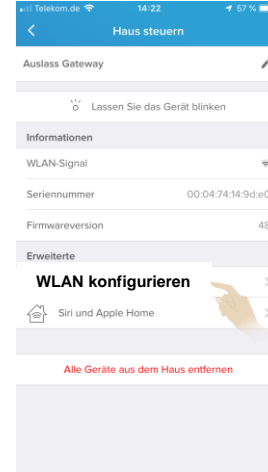 Telekom.de 14:22 57 %
Haus steuern
Auslass Gateway
Lassen Sie das Gerät blinken
Informationen
WLAN-Signal
Seriennummer 00:04:74:14:9d:e0
Firmwareversion 48
Erweiterte
WLAN konfigurieren
Siri und Apple Home
Alle Geräte aus dem Haus entfernen